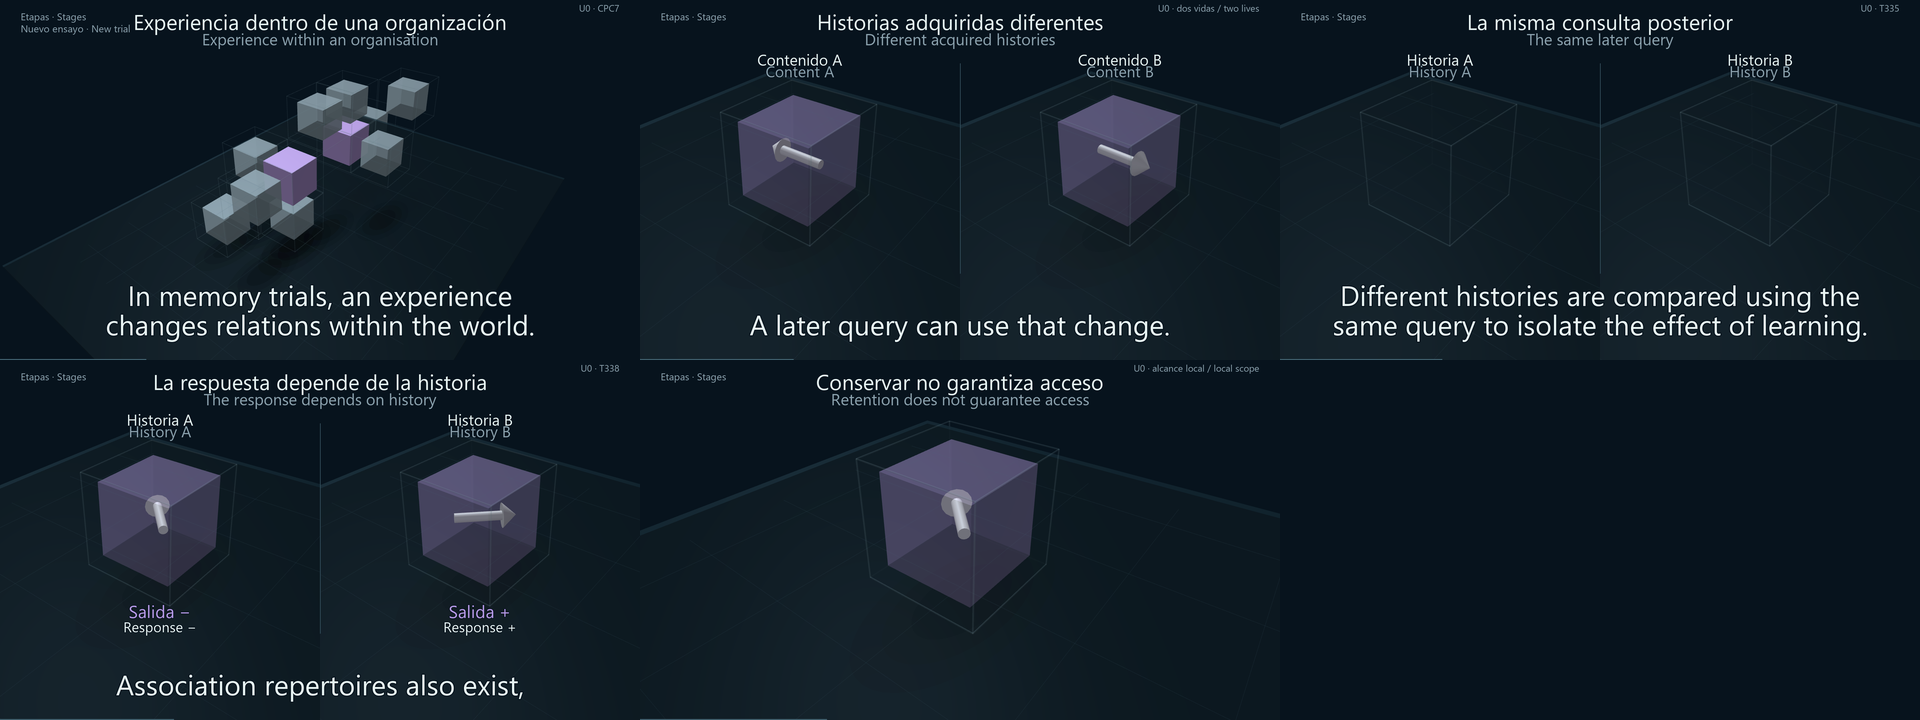 Etapas · Stages
Nuevo ensayo · New trial
U0 · CPC7
Experiencia dentro de una organización
Experience within an organisation
In memory trials, an experience
changes relations within the world.
Etapas · Stages
U0 · dos vidas / two lives
Historias adquiridas diferentes
Different acquired histories
Contenido A
Content A
Contenido B
Content B
A later query can use that change.
Etapas · Stages
U0 · T335
La misma consulta posterior
The same later query
Historia A
History A
Historia B
History B
Different histories are compared using the
same query to isolate the effect of learning.
Etapas · Stages
U0 · T338
La respuesta depende de la historia
The response depends on history
Historia A
History A
Historia B
History B
Salida −
Response −
Salida +
Response +
Association repertoires also exist,
Etapas · Stages
U0 · alcance local / local scope
Conservar no garantiza acceso
Retention does not guarantee access